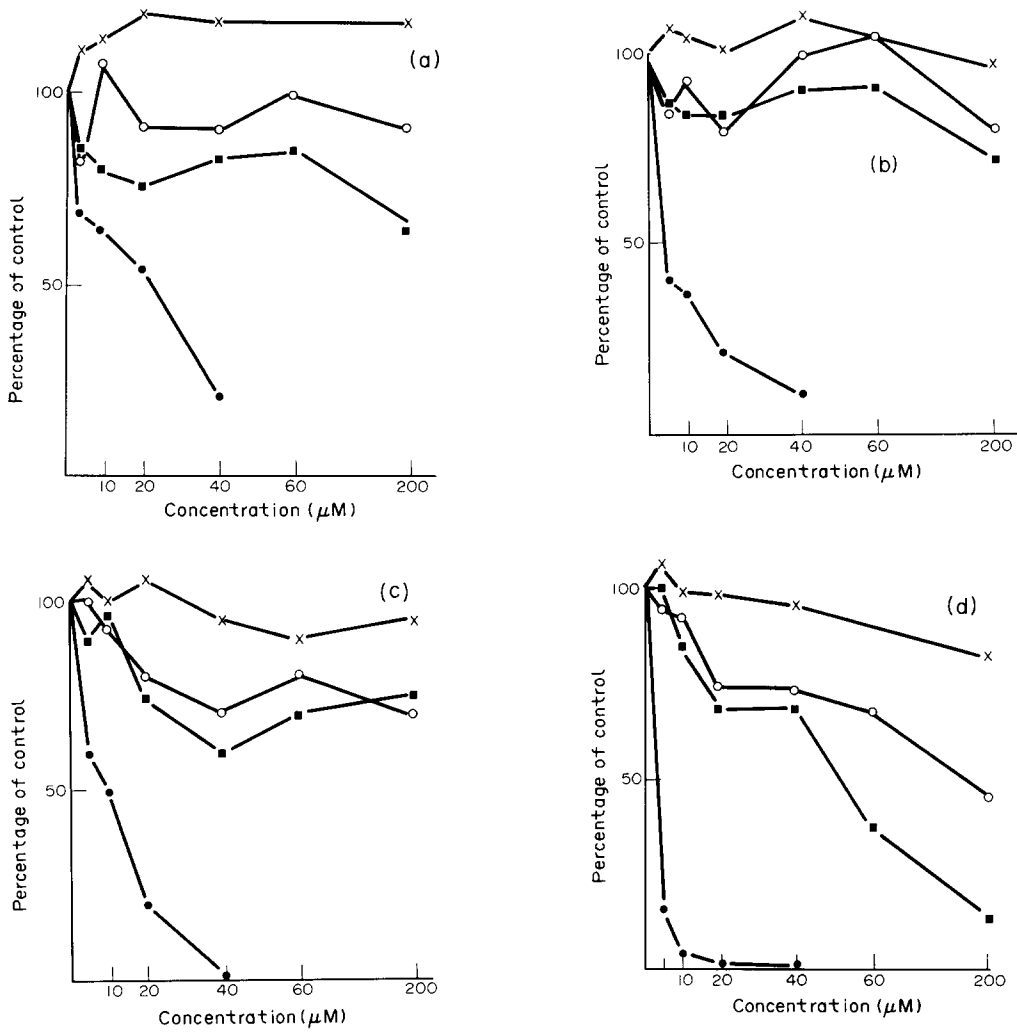 (a)
100
50
Percentage of control
10 20 40 60 200
Concentration (μM)
(b)
100
50
Percentage of control
10 20 40 60 200
Concentration (μM)
(c)
100
50
Percentage of control
10 20 40 60 200
Concentration (μM)
(d)
100
50
Percentage of control
10 20 40 60 200
Concentration (μM)